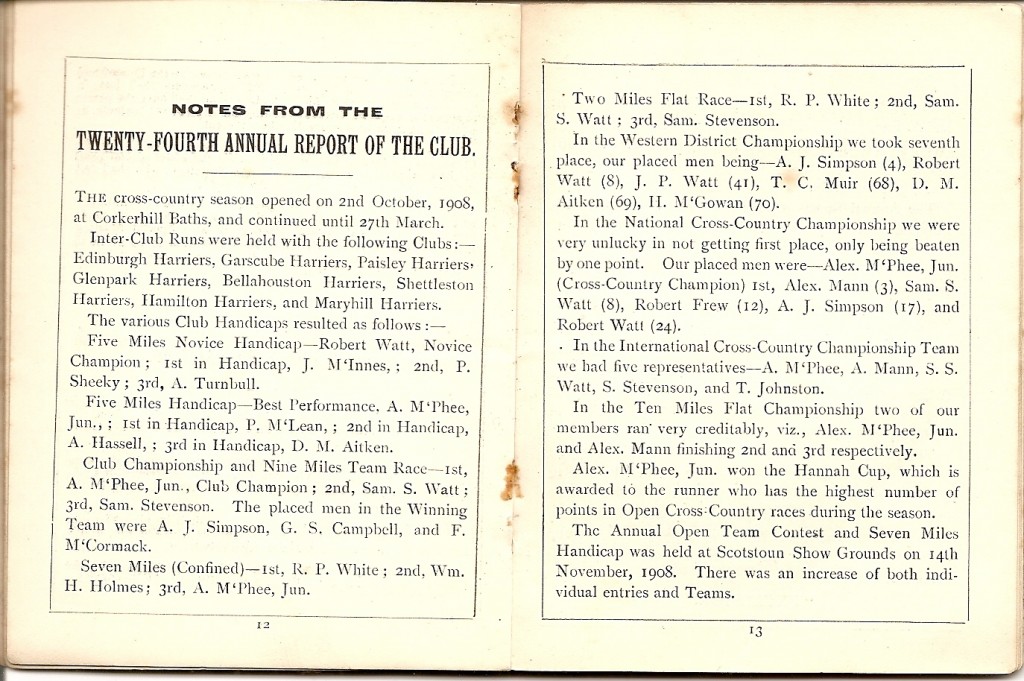 NOTES FROM THE
TWENTY-FOURTH ANNUAL REPORT OF THE CLUB.
THE cross-country season opened on 2nd October, 1908,
at Corkerhill Baths, and continued until 27th March.
Inter-Club Runs were held with the following Clubs:—
Edinburgh Harriers, Garscube Harriers, Paisley Harriers,
Glenpark Harriers, Bellahouston Harriers, Shettleston
Harriers, Hamilton Harriers, and Maryhill Harriers.
The various Club Handicaps resulted as follows :—
Five Miles Novice Handicap—Robert Watt, Novice
Champion ; 1st in Handicap, J. M‘Innes, ; 2nd, P.
Sheeky ; 3rd, A. Turnbull.
Five Miles Handicap—Best Performance, A. M‘Phee,
Jun., ; 1st in Handicap, P. M‘Lean, ; 2nd in Handicap,
A. Hassell, ; 3rd in Handicap, D. M. Aitken.
Club Championship and Nine Miles Team Race—1st,
A. M‘Phee, Jun., Club Champion ; 2nd, Sam. S. Watt ;
3rd, Sam. Stevenson. The placed men in the Winning
Team were A. J. Simpson, G. S. Campbell, and F.
M‘Cormack.
Seven Miles (Confined)—1st, R. P. White ; 2nd, Wm.
H. Holmes; 3rd, A. M‘Phee, Jun.
12
Two Miles Flat Race—1st, R. P. White ; 2nd, Sam.
S. Watt ; 3rd, Sam. Stevenson.
In the Western District Championship we took seventh
place, our placed men being—A. J. Simpson (4), Robert
Watt (8), J. P. Watt (41), T. C. Muir (68), D. M.
Aitken (69), H. M‘Gowan (70).
In the National Cross-Country Championship we were
very unlucky in not getting first place, only being beaten
by one point. Our placed men were—Alex. M‘Phee, Jun.
(Cross-Country Champion) 1st, Alex. Mann (3), Sam. S.
Watt (8), Robert Frew (12), A. J. Simpson (17), and
Robert Watt (24).
In the International Cross-Country Championship Team
we had five representatives—A. M‘Phee, A. Mann, S. S.
Watt, S. Stevenson, and T. Johnston.
In the Ten Miles Flat Championship two of our
members ran very creditably, viz., Alex. M‘Phee, Jun.
and Alex. Mann finishing 2nd and 3rd respectively.
Alex. M‘Phee, Jun. won the Hannah Cup, which is
awarded to the runner who has the highest number of
points in Open Cross-Country races during the season.
The Annual Open Team Contest and Seven Miles
Handicap was held at Scotstoun Show Grounds on 14th
November, 1908. There was an increase of both indi-
vidual entries and Teams.
13